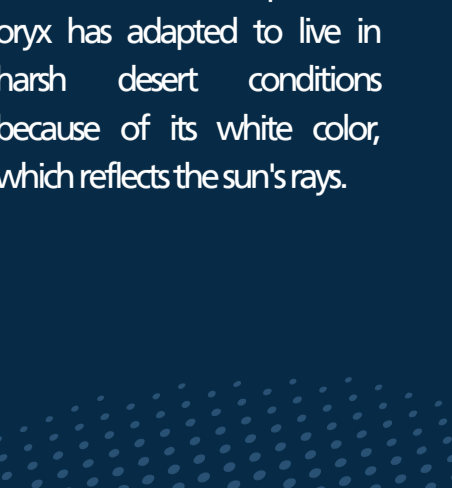 oryx has adapted to live in
harsh desert conditions
because of its white color,
which reflects the sun's rays.